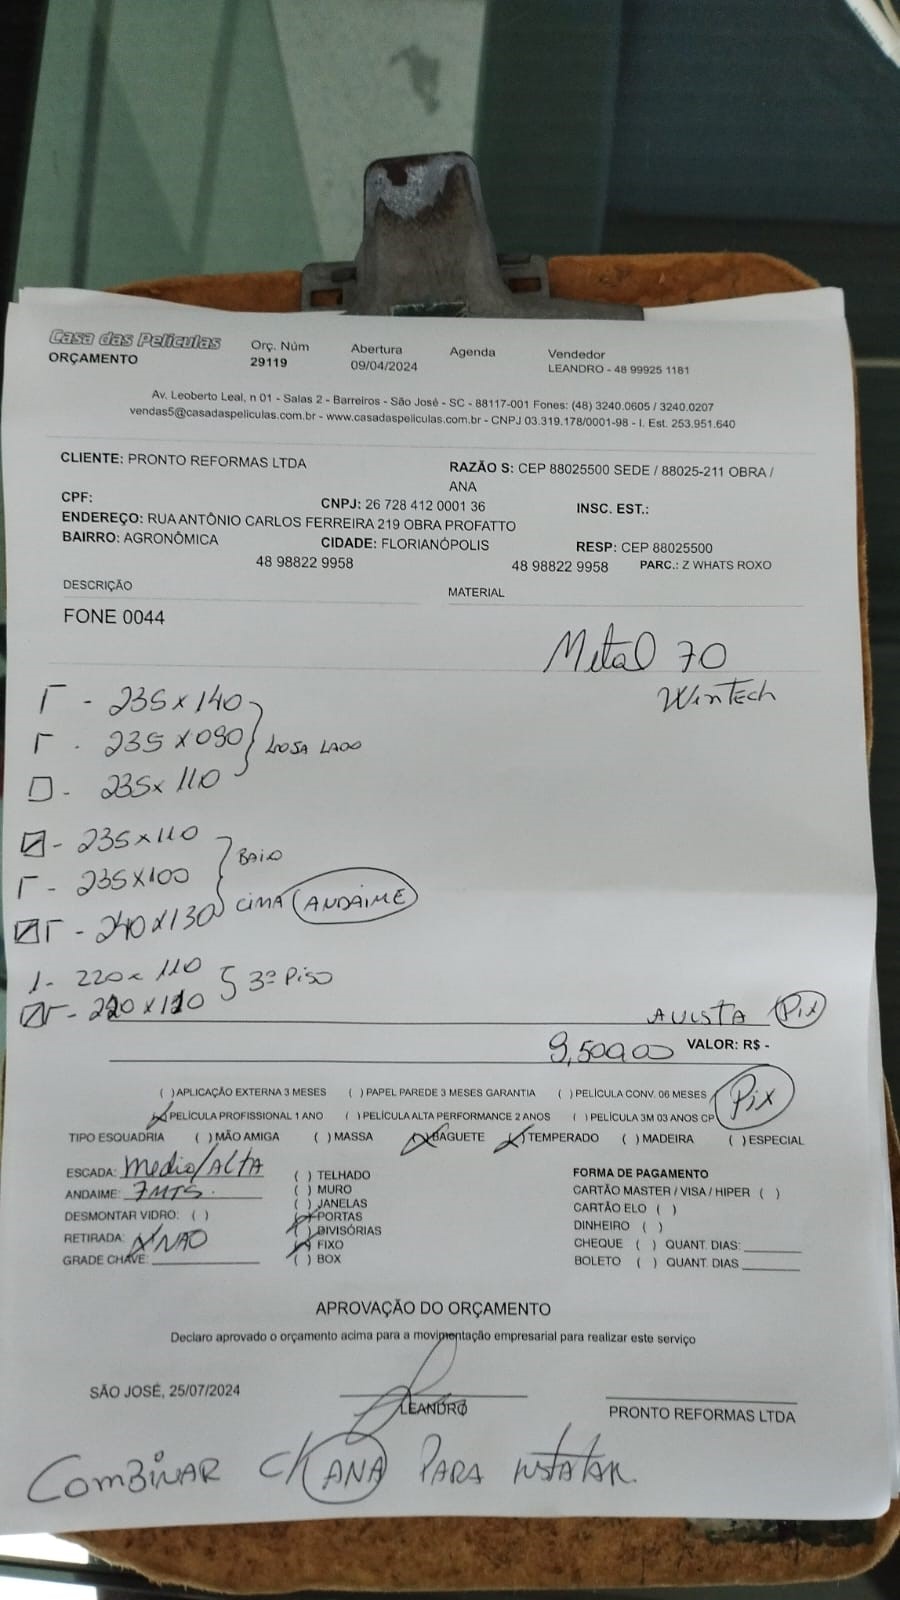 Casa das Películas
ORÇAMENTO
Orç. Núm
29119
Abertura
09/04/2024
Agenda
Vendedor
LEANDRO - 48 99925 1181
Av. Leoberto Leal, n 01 - Salas 2 - Barreiros - São José - SC - 88117-001 Fones: (48) 3240.0605 / 3240.0207
vendas5@casadaspeliculas.com.br - www.casadaspeliculas.com.br - CNPJ 03.319.178/0001-98 - I. Est. 253.951.640
CLIENTE: PRONTO REFORMAS LTDA
RAZÃO S: CEP 88025500 SEDE / 88025-211 OBRA /
ANA
CPF:
CNPJ: 26 728 412 0001 36
INSC. EST.:
ENDEREÇO: RUA ANTÔNIO CARLOS FERREIRA 219 OBRA PROFATTO
BAIRRO: AGRONÔMICA
CIDADE: FLORIANÓPOLIS
RESP: CEP 88025500
48 98822 9958
48 98822 9958
PARC.: Z WHATS ROXO
DESCRIÇÃO
MATERIAL
FONE 0044
Metal 70
WinTech
- 235 x 140
- 235 x 090
- 235 x 110
LADO
- 235 x 110
- 235 x 100
BAIO
- 240 x 130
CIMA ANDAIME
1 - 220 x 110
3º PISO
- 220 x 110
AVISTA PIX
9,500,00 VALOR: R$ -
( ) APLICAÇÃO EXTERNA 3 MESES ( ) PAPEL PAREDE 3 MESES GARANTIA ( ) PELÍCULA CONV. 06 MESES
PIX
(X) PELÍCULA PROFISSIONAL 1 ANO ( ) PELÍCULA ALTA PERFORMANCE 2 ANOS ( ) PELÍCULA 3M 03 ANOS CP
TIPO ESQUADRIA ( ) MÃO AMIGA ( ) MASSA (X) BAGUETE (X) TEMPERADO ( ) MADEIRA ( ) ESPECIAL
ESCADA: Medio/ALTA
ANDAIME: 7MTS.
DESMONTAR VIDRO: ( )
RETIRADA: X NÃO
GRADE CHAVE:
( ) TELHADO
( ) MURO
( ) JANELAS
(X) PORTAS
( ) DIVISÓRIAS
(X) FIXO
( ) BOX
FORMA DE PAGAMENTO
CARTÃO MASTER / VISA / HIPER ( )
CARTÃO ELO ( )
DINHEIRO ( )
CHEQUE ( ) QUANT. DIAS:
BOLETO ( ) QUANT. DIAS
APROVAÇÃO DO ORÇAMENTO
Declaro aprovado o orçamento acima para a movimentação empresarial para realizar este serviço
SÃO JOSÉ, 25/07/2024
LEANDRO
PRONTO REFORMAS LTDA
COMBINAR C/ ANA PARA INSTALAR.